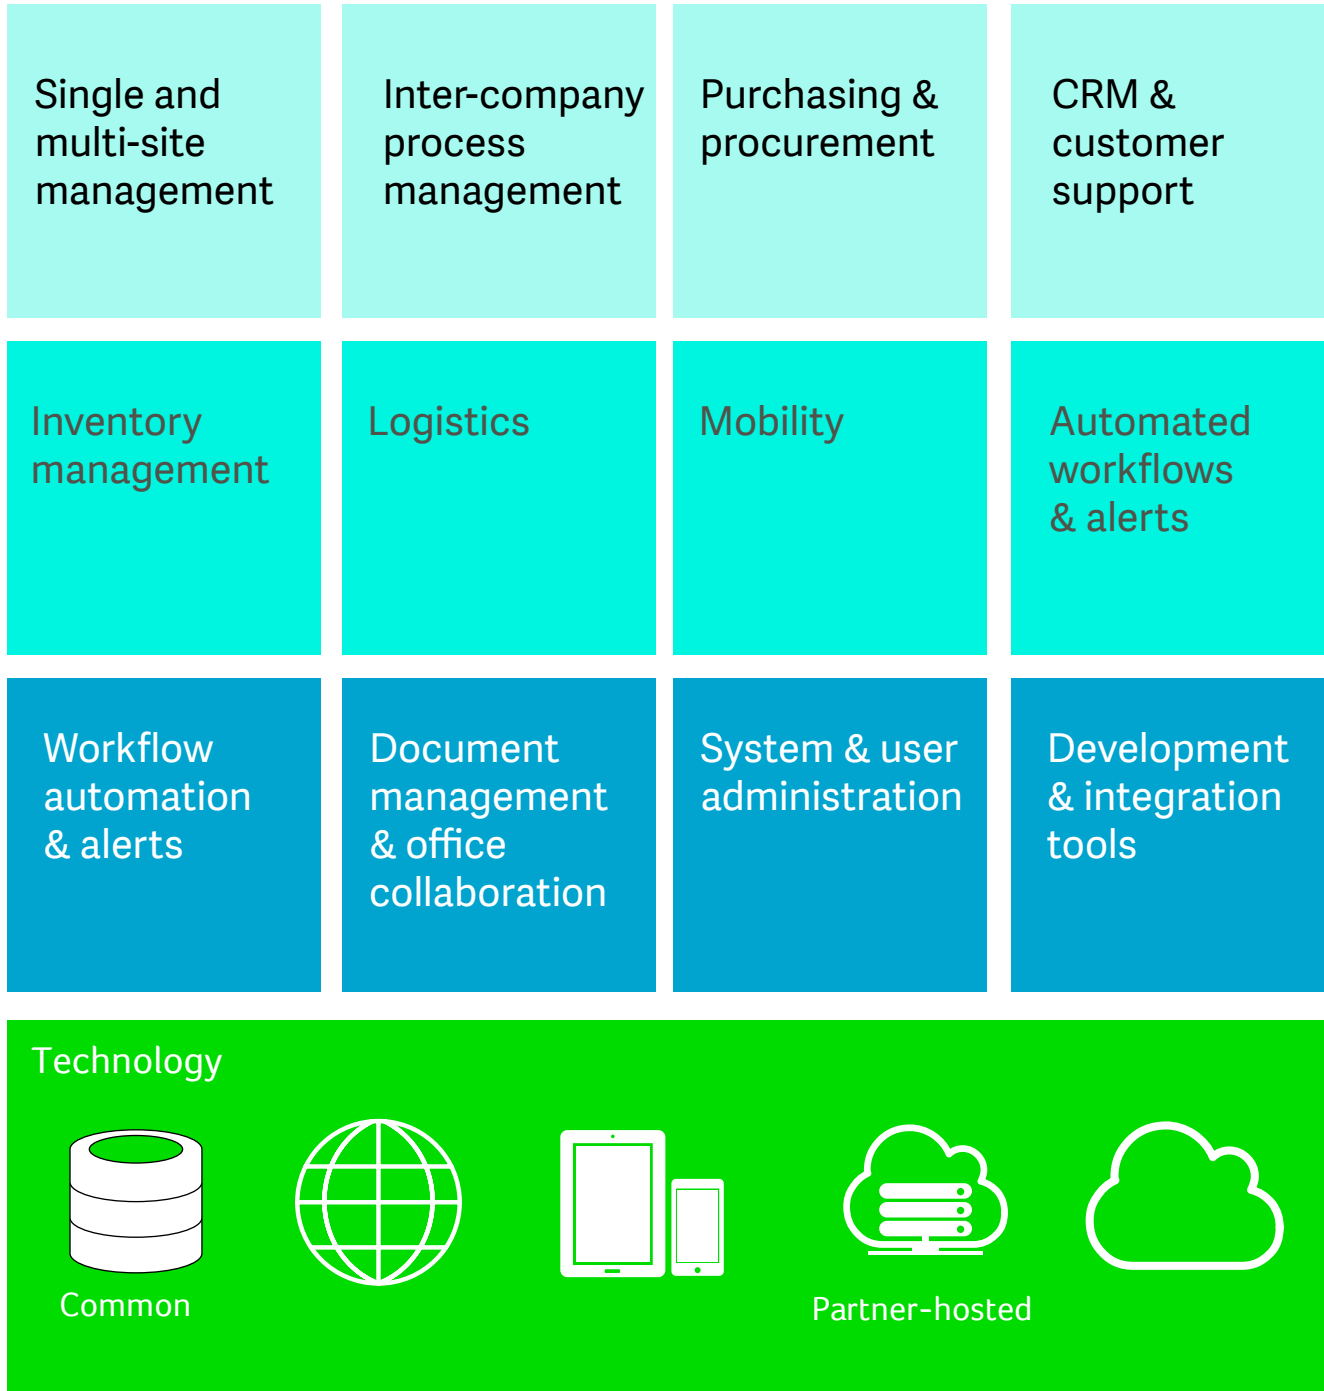 Single and
multi-site
management
Inter-company
process
management
Purchasing &
procurement
CRM &
customer
support
Inventory
management
Logistics
Mobility
Automated
workflows
& alerts
Workflow
automation
& alerts
Document
management
& office
collaboration
System & user
administration
Development
& integration
tools
Technology
Common
Partner-hosted